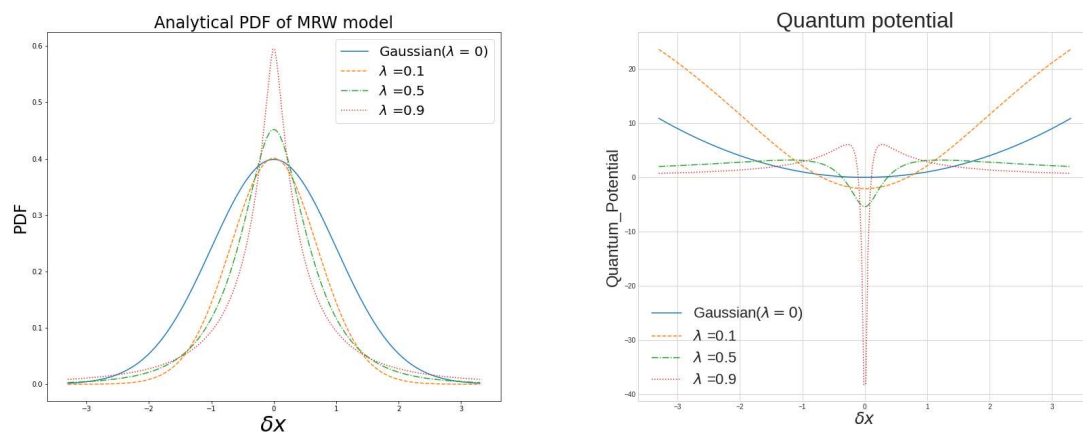 Analytical PDF of MRW model
PDF
0.6
0.5
0.4
0.3
0.2
0.1
0.0
−3
−2
−1
0
1
2
3
δx
Gaussian(λ = 0)
λ =0.1
λ =0.5
λ =0.9
Quantum potential
Quantum_Potential
20
10
0
−10
−20
−30
−40
−3
−2
−1
0
1
2
3
δx
Gaussian(λ = 0)
λ =0.1
λ =0.5
λ =0.9